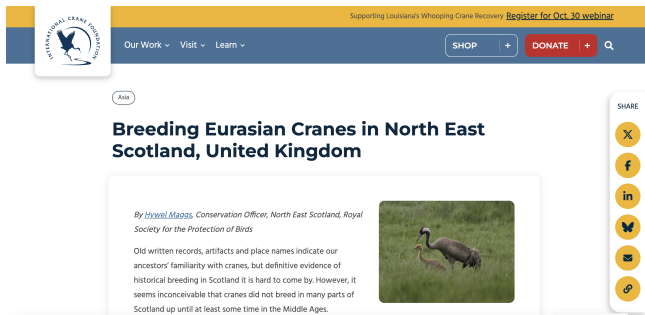 Supporting Louisiana's Whooping Crane Recovery Register for Oct. 30 webinar
INTERNATIONAL CRANE FOUNDATION
Our Work Visit Learn
SHOP +
DONATE +
Asia
SHARE
Breeding Eurasian Cranes in North East
Scotland, United Kingdom
By Hywel Maggs, Conservation Officer, North East Scotland, Royal
Society for the Protection of Birds
Old written records, artifacts and place names indicate our
ancestors' familiarity with cranes, but definitive evidence of
historical breeding in Scotland it is hard to come by. However, it
seems inconceivable that cranes did not breed in many parts of
Scotland up until at least some time in the Middle Ages.